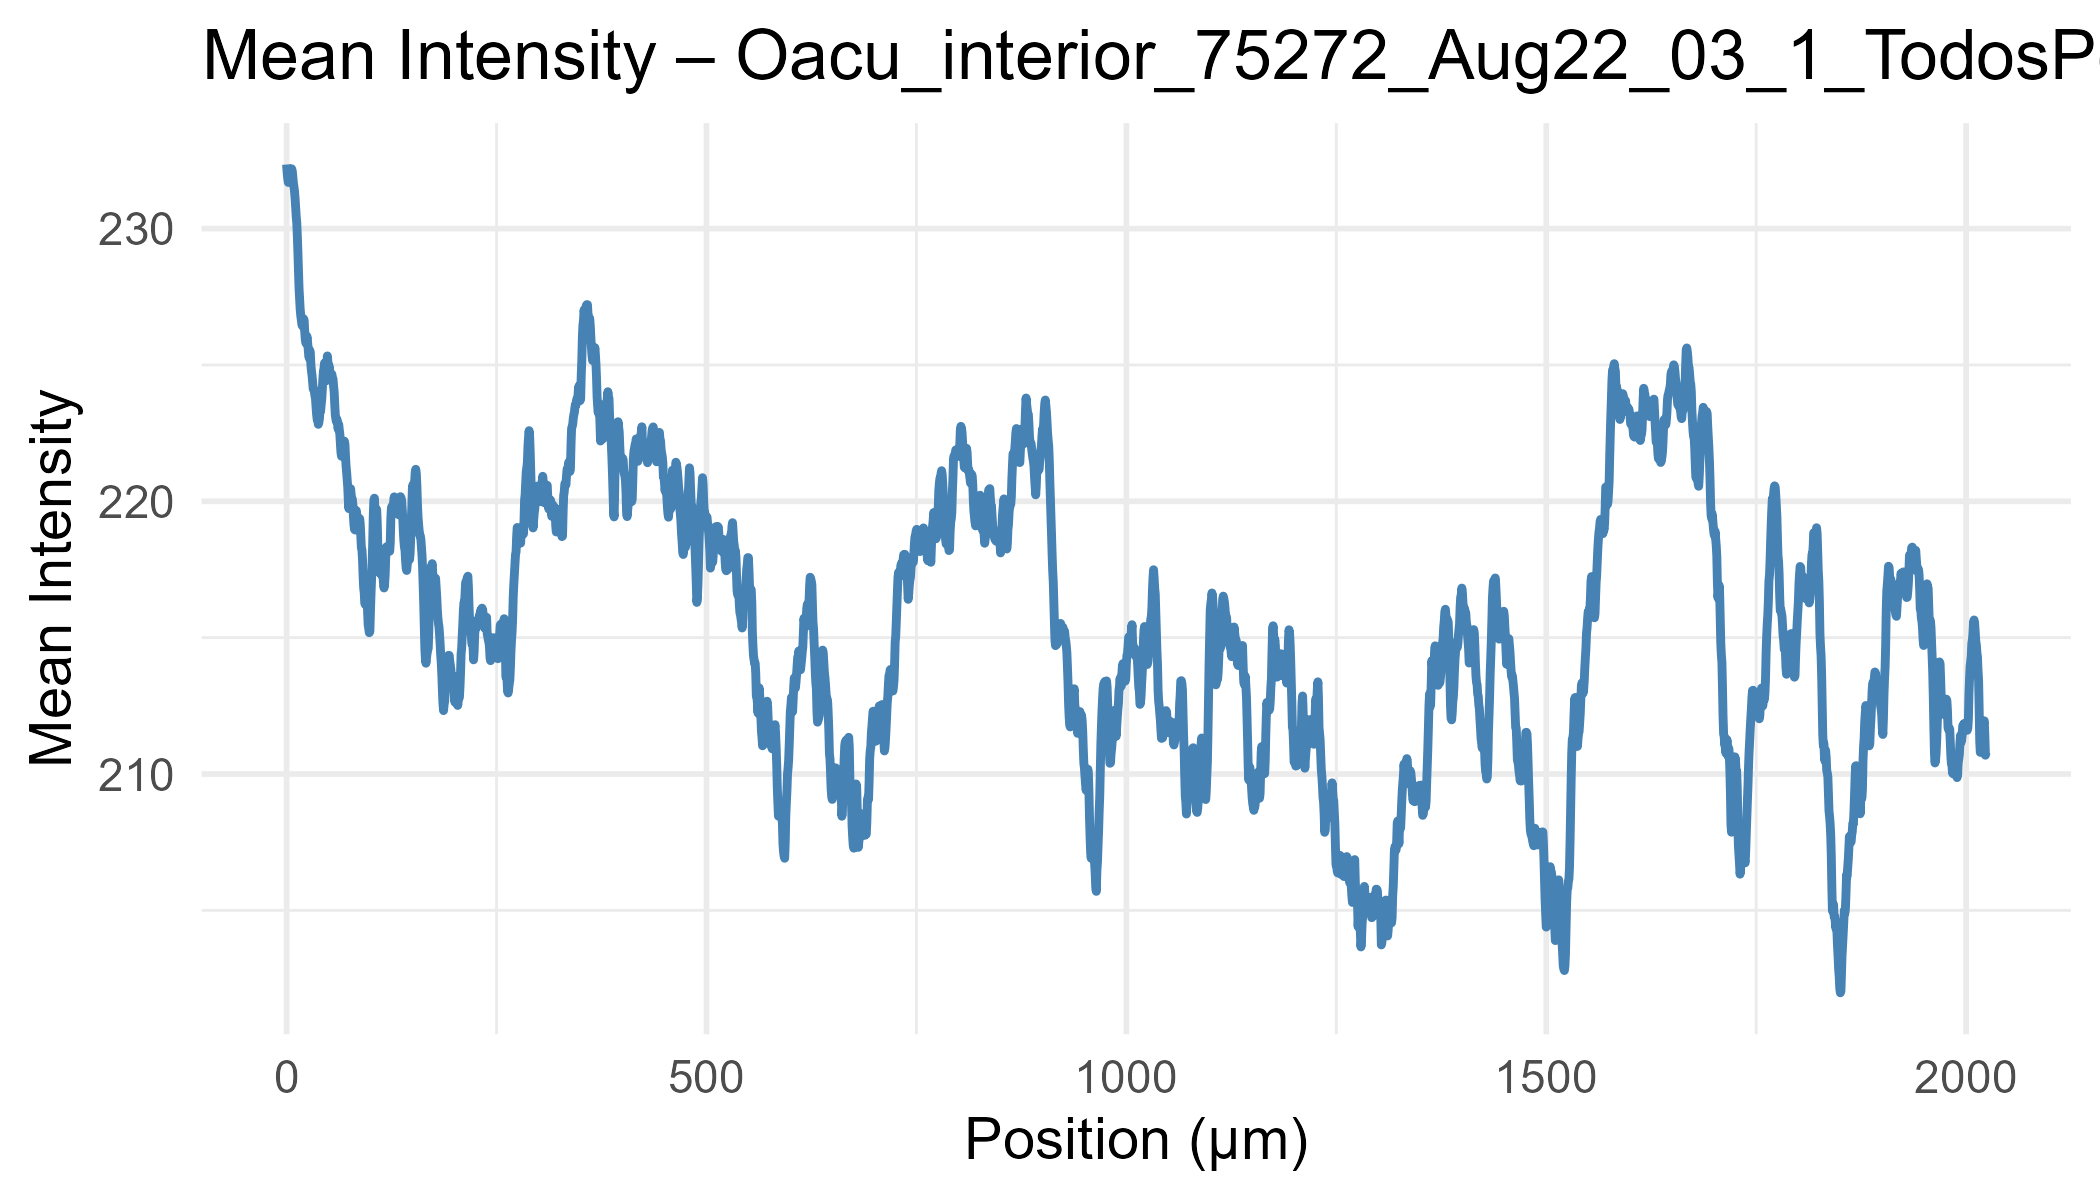 Mean Intensity – Oacu_interior_75272_Aug22_03_1_TodosP
Mean Intensity
230
220
210
0 500 1000 1500 2000
Position (µm)